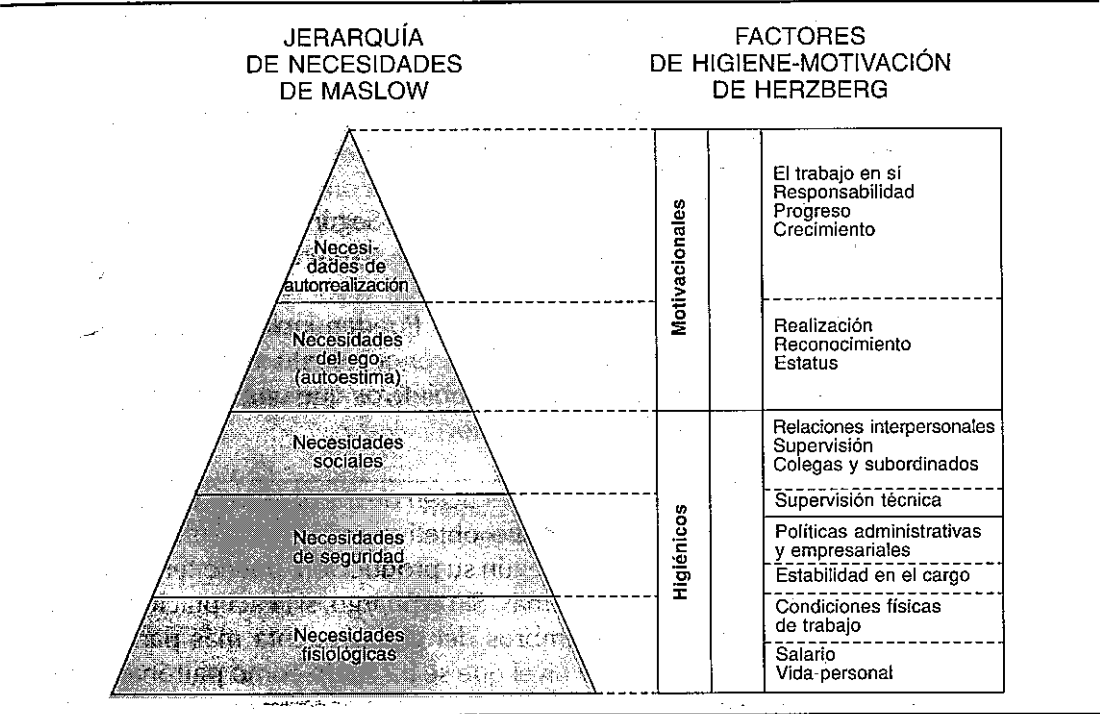 JERARQUÍA
DE NECESIDADES
DE MASLOW
FACTORES
DE HIGIENE-MOTIVACIÓN
DE HERZBERG
Necesi-
dades de
autorrealización
Necesidades
del ego
(autoestima)
Necesidades
sociales
Necesidades
de seguridad
Necesidades
fisiológicas
Motivacionales
Higiénicos
El trabajo en sí
Responsabilidad
Progreso
Crecimiento
Realización
Reconocimiento
Estatus
Relaciones interpersonales
Supervisión
Colegas y subordinados
Supervisión técnica
Políticas administrativas
y empresariales
Estabilidad en el cargo
Condiciones físicas
de trabajo
Salario
Vida personal